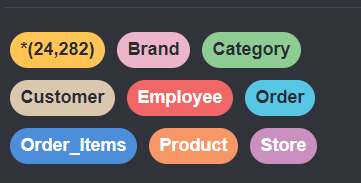 *(24,282) Brand Category
Customer Employee Order
Order_Items Product Store